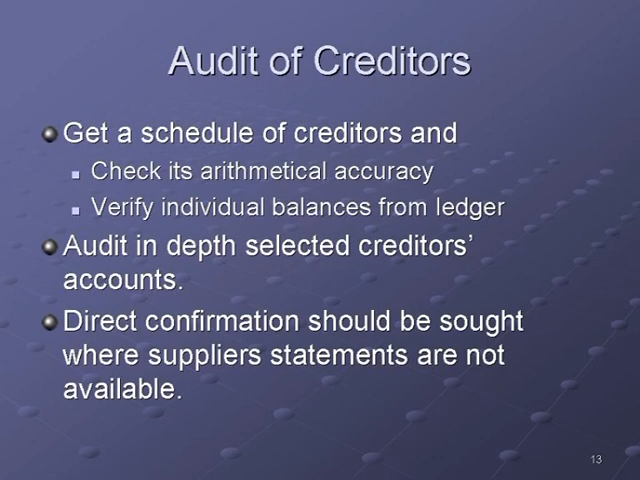 Audit of Creditors
Get a schedule of creditors and
Check its arithmetical accuracy
Verify individual balances from ledger
Audit in depth selected creditors’
accounts.
Direct confirmation should be sought
where suppliers statements are not
available.
13